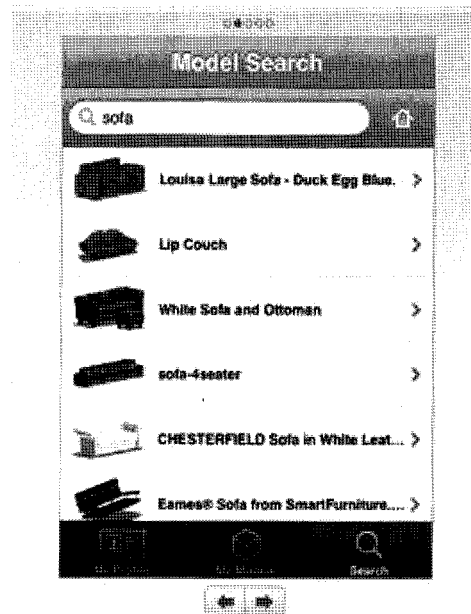 Model Search
sofa
Louisa Large Sofa - Duck Egg Blue.
Lip Couch
White Sofa and Ottoman
sofa-4seater
CHESTERFIELD Sofa in White Leat...
Eames® Sofa from SmartFurniture....
Search